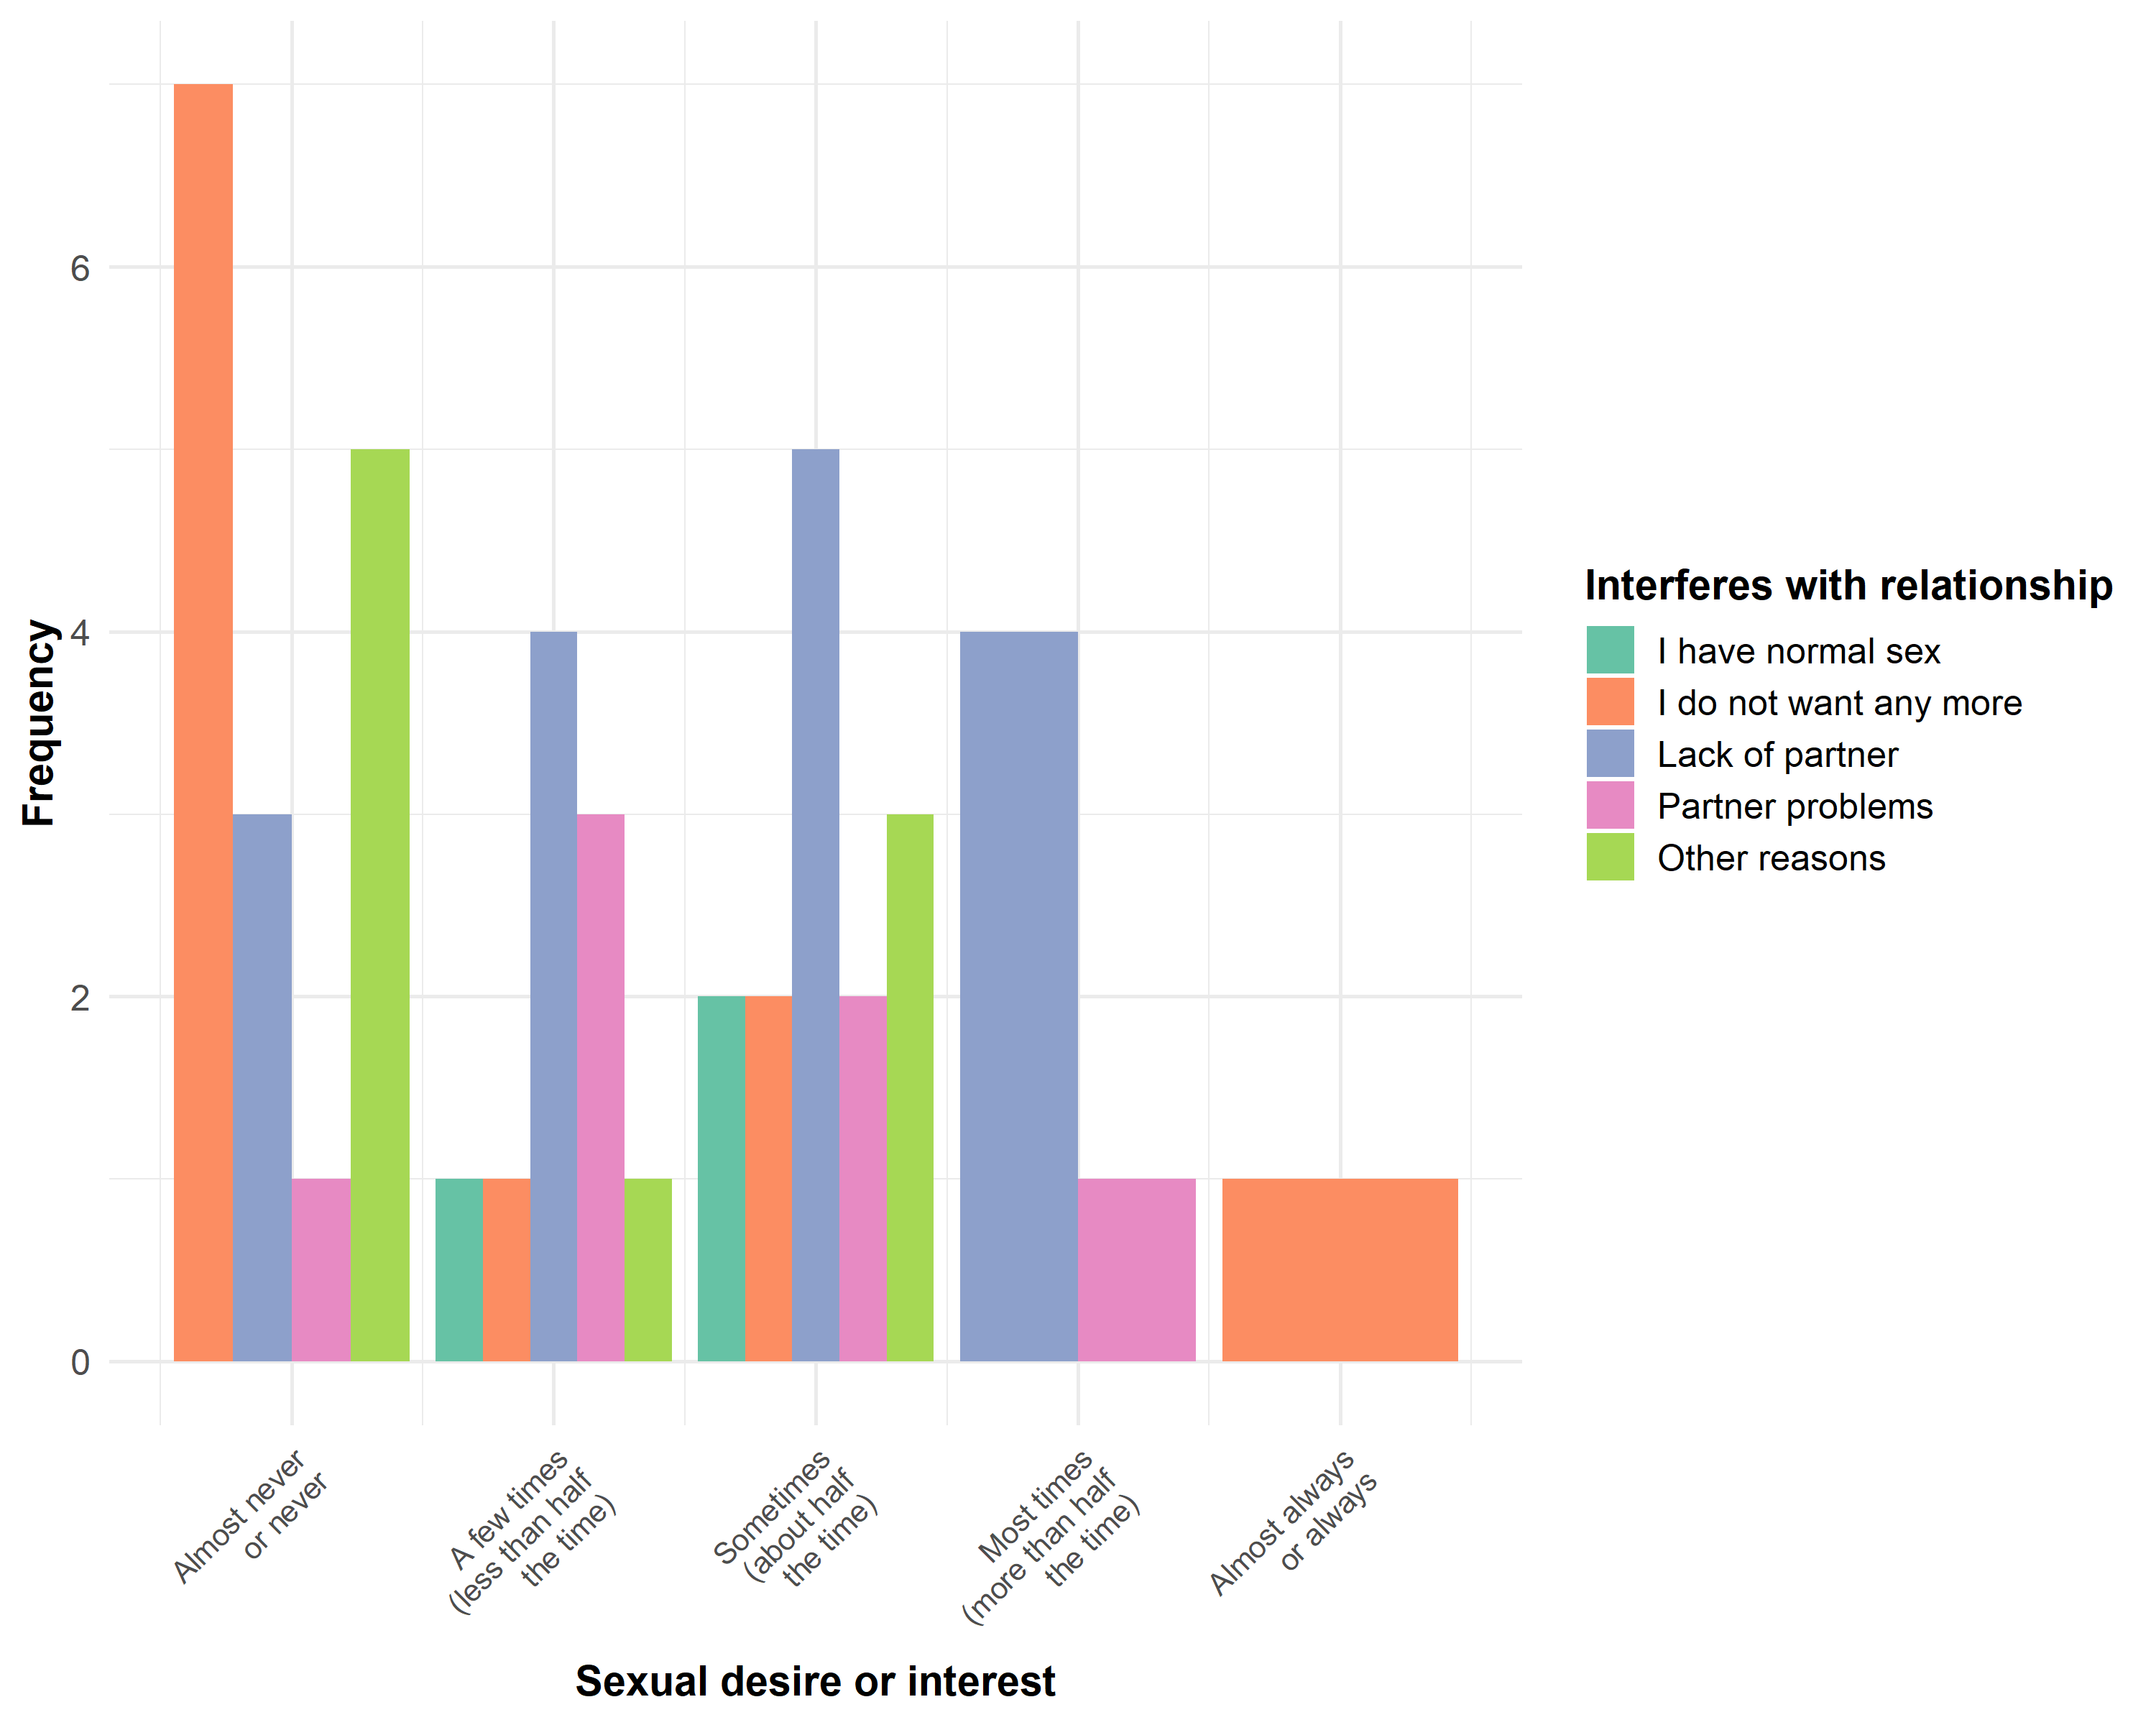 Frequency
6
4
2
0
Almost never
or never
A few times
(less than half
the time)
Sometimes
(about half
the time)
Most times
(more than half
the time)
Almost always
or always
Sexual desire or interest
Interferes with relationship
I have normal sex
I do not want any more
Lack of partner
Partner problems
Other reasons